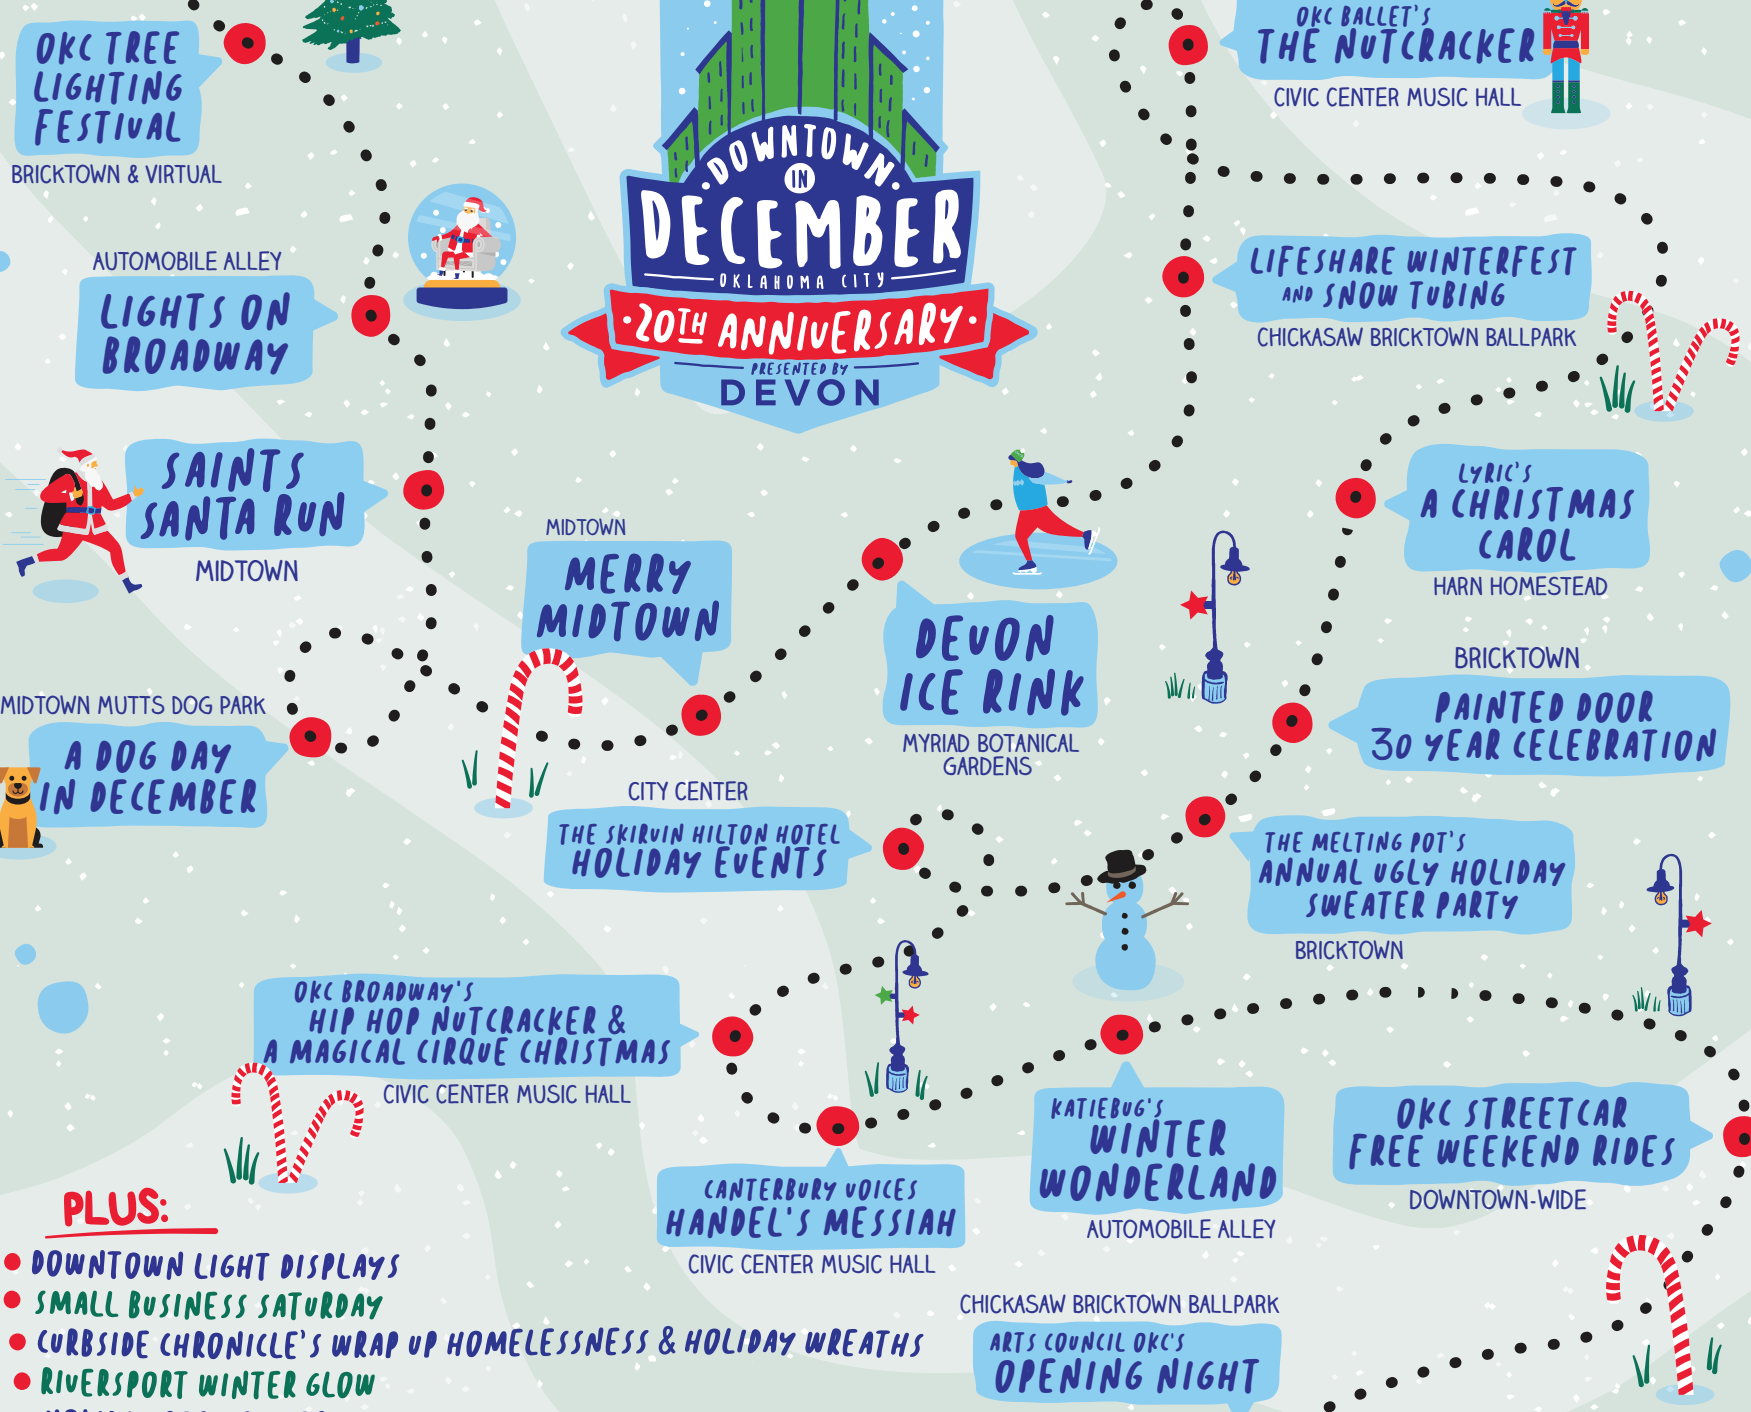 OKC TREE
LIGHTING
FESTIVAL
BRICKTOWN & VIRTUAL
DOWNTOWN
IN
DECEMBER
OKLAHOMA CITY
20TH ANNIVERSARY
PRESENTED BY
DEVON
OKC BALLET'S
THE NUTCRACKER
CIVIC CENTER MUSIC HALL
AUTOMOBILE ALLEY
LIGHTS ON
BROADWAY
LIFESHARE WINTERFEST
AND SNOW TUBING
CHICKASAW BRICKTOWN BALLPARK
SAINTS
SANTA RUN
MIDTOWN
MIDTOWN
MERRY
MIDTOWN
LYRIC'S
A CHRISTMAS
CAROL
HARN HOMESTEAD
DEVON
ICE RINK
MYRIAD BOTANICAL
GARDENS
BRICKTOWN
PAINTED DOOR
30 YEAR CELEBRATION
MIDTOWN MUTTS DOG PARK
A DOG DAY
IN DECEMBER
CITY CENTER
THE SKIRVIN HILTON HOTEL
HOLIDAY EVENTS
THE MELTING POT'S
ANNUAL UGLY HOLIDAY
SWEATER PARTY
BRICKTOWN
OKC BROADWAY'S
HIP HOP NUTCRACKER &
A MAGICAL CIRQUE CHRISTMAS
CIVIC CENTER MUSIC HALL
KATIEBUG'S
WINTER
WONDERLAND
AUTOMOBILE ALLEY
OKC STREETCAR
FREE WEEKEND RIDES
DOWNTOWN-WIDE
CANTERBURY VOICES
HANDEL'S MESSIAH
CIVIC CENTER MUSIC HALL
CHICKASAW BRICKTOWN BALLPARK
ARTS COUNCIL OKC'S
OPENING NIGHT
PLUS:
DOWNTOWN LIGHT DISPLAYS
SMALL BUSINESS SATURDAY
CURBSIDE CHRONICLE'S WRAP UP HOMELESSNESS & HOLIDAY WREATHS
RIVERSPORT WINTER GLOW